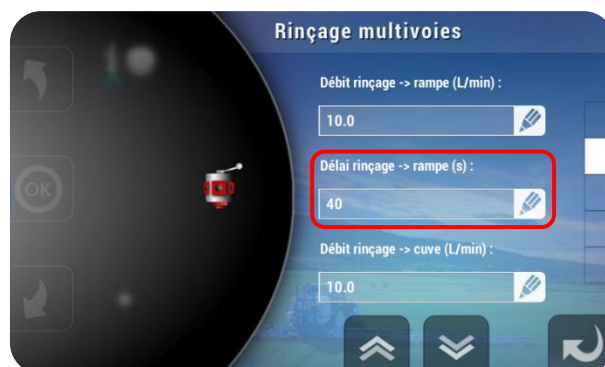 Rinçage multivoies
Débit rinçage -> rampe (L/min) :
10.0
Délai rinçage -> rampe (s) :
40
OK
Débit rinçage -> cuve (L/min) :
10.0